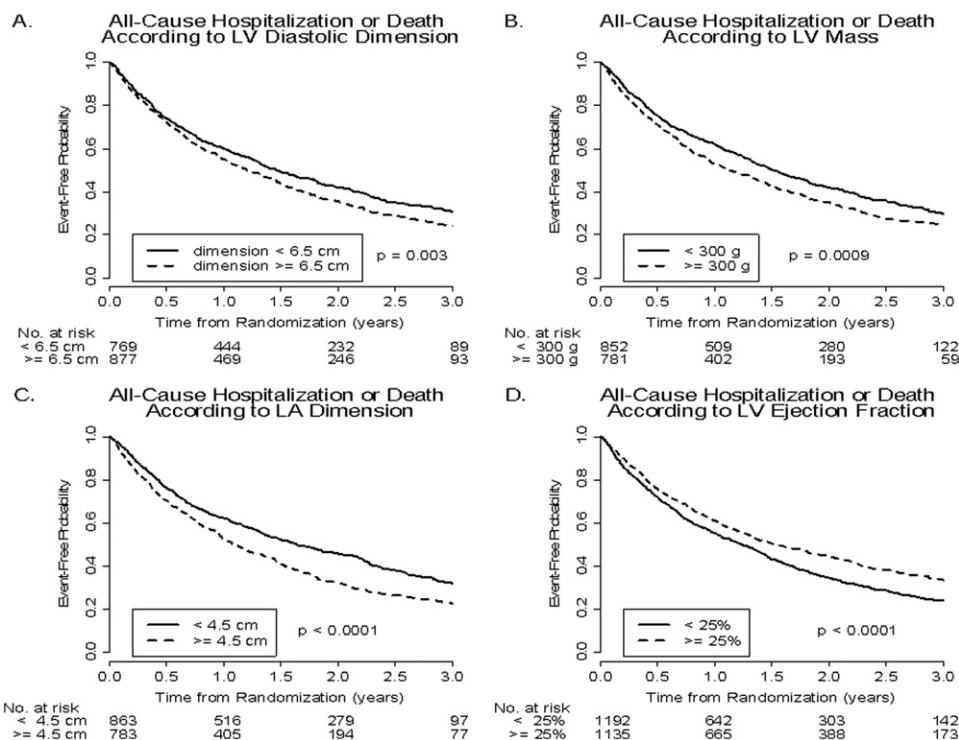 A.
All-Cause Hospitalization or Death
According to LV Diastolic Dimension
Event-Free Probability
1.0
0.8
0.6
0.4
0.2
0.0
dimension < 6.5 cm
dimension >= 6.5 cm
p = 0.003
0.0 0.5 1.0 1.5 2.0 2.5 3.0
Time from Randomization (years)
No. at risk
< 6.5 cm 769 444 232 89
>= 6.5 cm 877 469 246 93
B.
All-Cause Hospitalization or Death
According to LV Mass
Event-Free Probability
1.0
0.8
0.6
0.4
0.2
0.0
< 300 g
>= 300 g
p = 0.0009
0.0 0.5 1.0 1.5 2.0 2.5 3.0
Time from Randomization (years)
No. at risk
< 300 g 852 509 280 122
>= 300 g 781 402 193 59
C.
All-Cause Hospitalization or Death
According to LA Dimension
Event-Free Probability
1.0
0.8
0.6
0.4
0.2
0.0
< 4.5 cm
>= 4.5 cm
p < 0.0001
0.0 0.5 1.0 1.5 2.0 2.5 3.0
Time from Randomization (years)
No. at risk
< 4.5 cm 863 516 279 97
>= 4.5 cm 783 405 194 77
D.
All-Cause Hospitalization or Death
According to LV Ejection Fraction
Event-Free Probability
1.0
0.8
0.6
0.4
0.2
0.0
< 25%
>= 25%
p < 0.0001
0.0 0.5 1.0 1.5 2.0 2.5 3.0
Time from Randomization (years)
No. at risk
< 25% 1192 642 303 142
>= 25% 1135 665 388 173